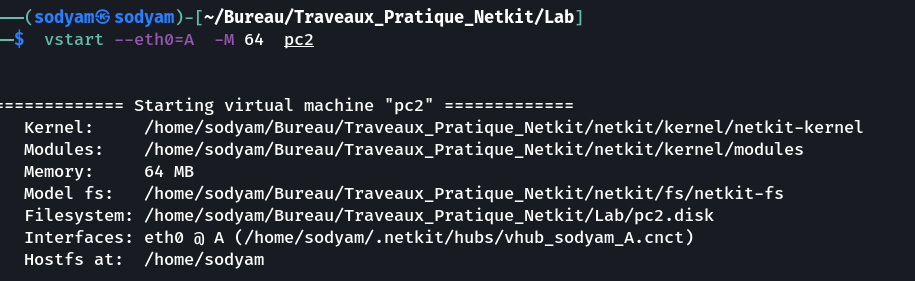 ──(sodyam㉿sodyam)-[~/Bureau/Traveaux_Pratique_Netkit/Lab]
─$ vstart --eth0=A -M 64 pc2
============= Starting virtual machine "pc2" =============
Kernel: /home/sodyam/Bureau/Traveaux_Pratique_Netkit/netkit/kernel/netkit-kernel
Modules: /home/sodyam/Bureau/Traveaux_Pratique_Netkit/netkit/kernel/modules
Memory: 64 MB
Model fs: /home/sodyam/Bureau/Traveaux_Pratique_Netkit/netkit/fs/netkit-fs
Filesystem: /home/sodyam/Bureau/Traveaux_Pratique_Netkit/Lab/pc2.disk
Interfaces: eth0 @ A (/home/sodyam/.netkit/hubs/vhub_sodyam_A.cnct)
Hostfs at: /home/sodyam